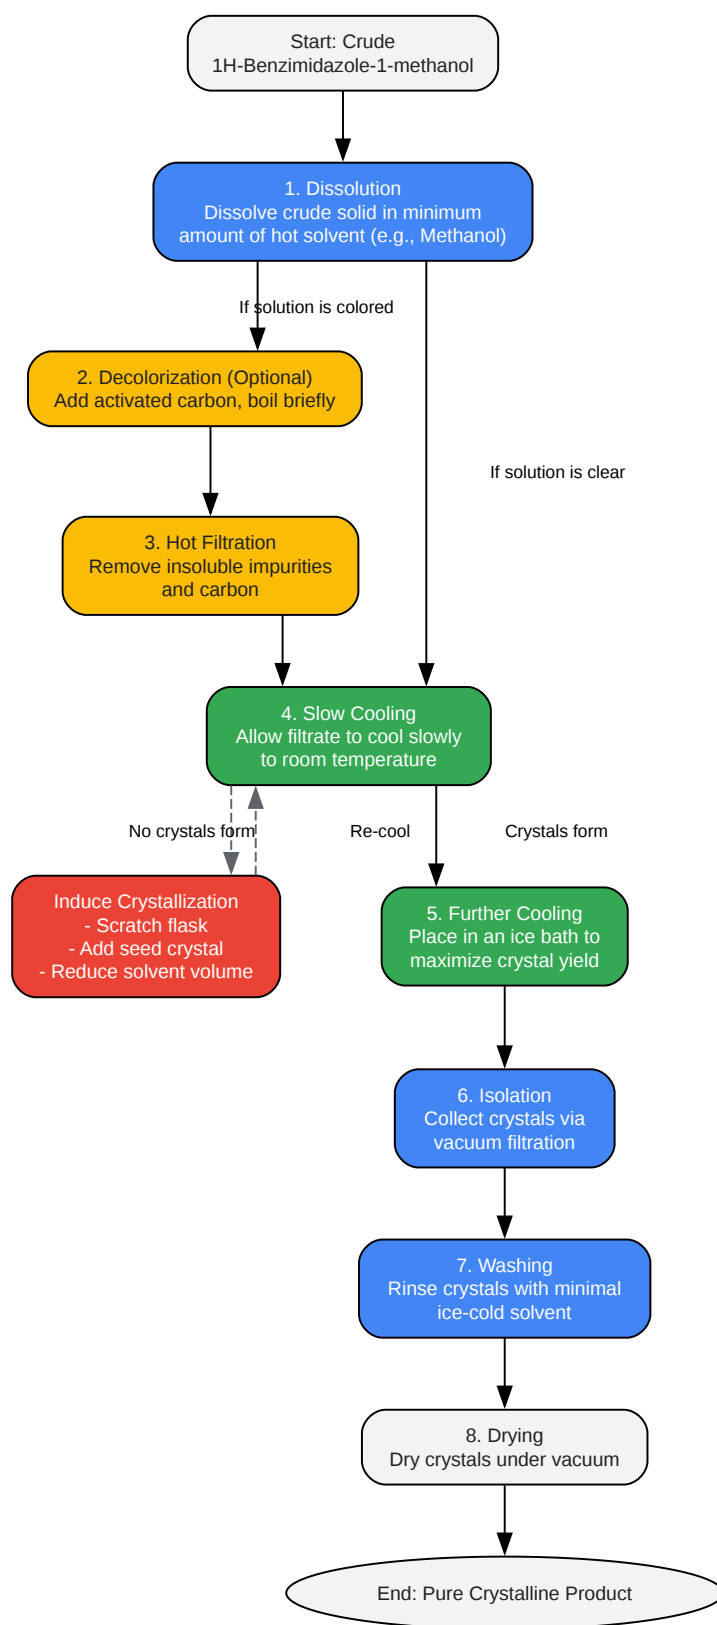 Start: Crude
1H-Benzimidazole-1-methanol
1. Dissolution
Dissolve crude solid in minimum
amount of hot solvent (e.g., Methanol)
If solution is colored
2. Decolorization (Optional)
Add activated carbon, boil briefly
If solution is clear
3. Hot Filtration
Remove insoluble impurities
and carbon
4. Slow Cooling
Allow filtrate to cool slowly
to room temperature
No crystals form
Re-cool
Crystals form
Induce Crystallization
- Scratch flask
- Add seed crystal
- Reduce solvent volume
5. Further Cooling
Place in an ice bath to
maximize crystal yield
6. Isolation
Collect crystals via
vacuum filtration
7. Washing
Rinse crystals with minimal
ice-cold solvent
8. Drying
Dry crystals under vacuum
End: Pure Crystalline Product